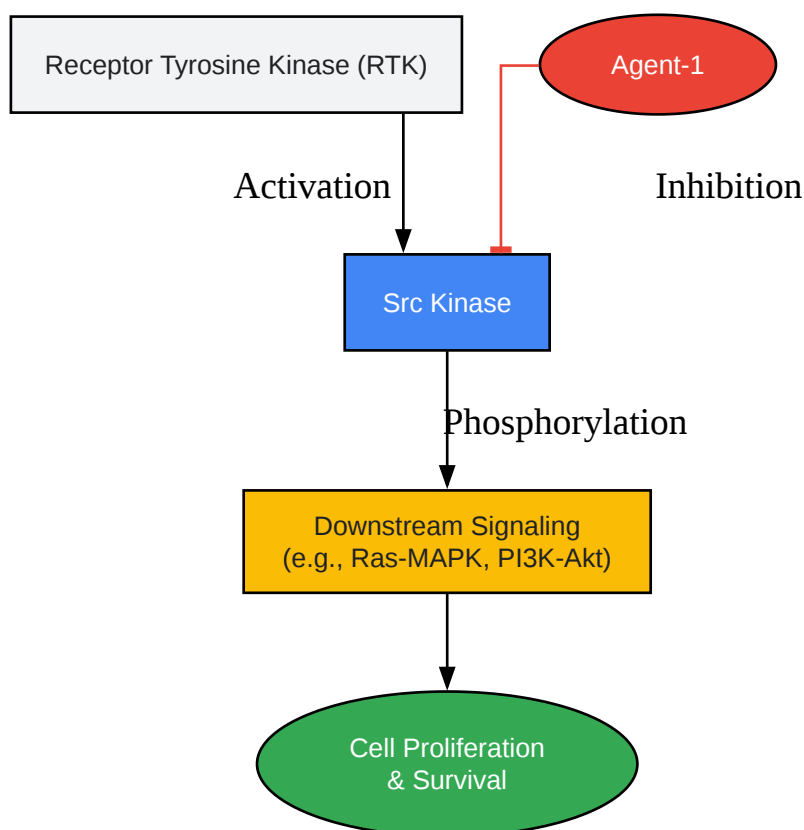 Receptor Tyrosine Kinase (RTK)
Agent-1
Activation
Inhibition
Src Kinase
Phosphorylation
Downstream Signaling
(e.g., Ras-MAPK, PI3K-Akt)
Cell Proliferation
& Survival